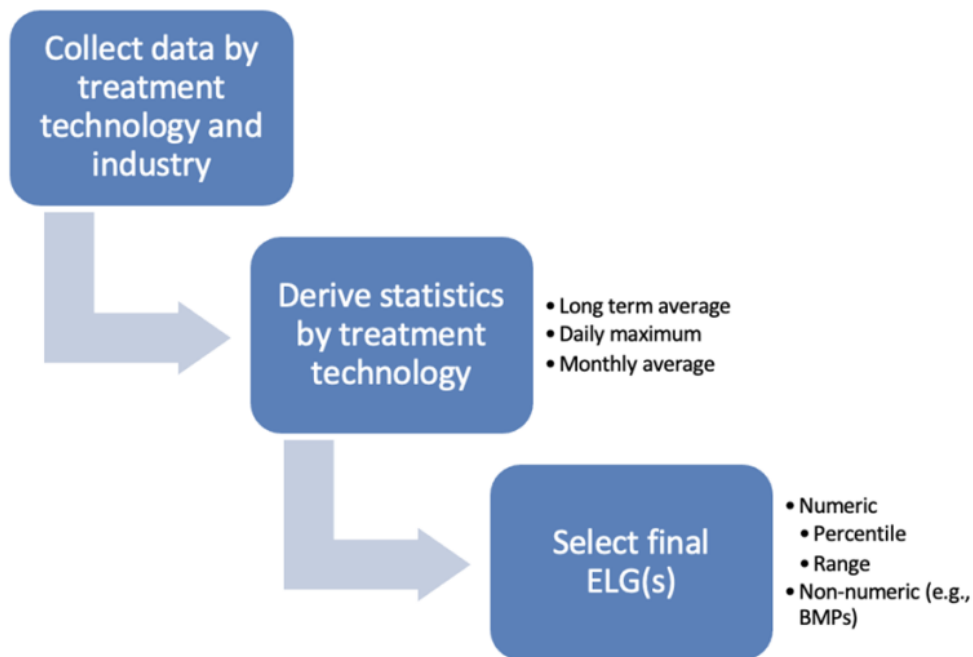 Collect data by
treatment
technology and
industry
Derive statistics
by treatment
technology
• Long term average
• Daily maximum
• Monthly average
Select final
ELG(s)
• Numeric
• Percentile
• Range
• Non-numeric (e.g.,
BMPs)